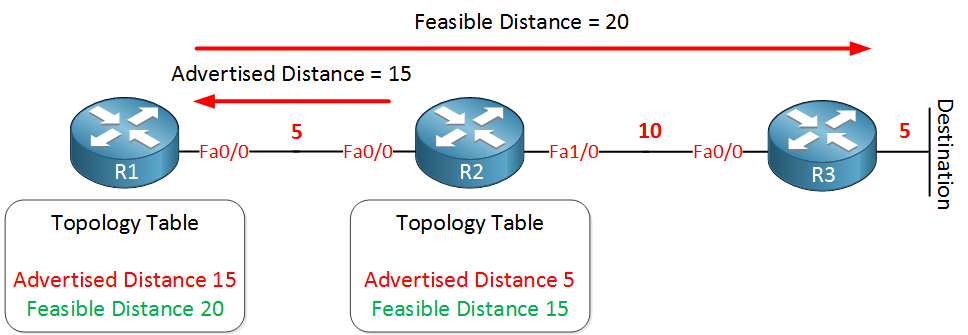 Feasible Distance = 20
Advertised Distance = 15
5
10
5
Fa0/0
Fa0/0
Fa1/0
Fa0/0
R1
R2
R3
Destination
Topology Table
Advertised Distance 15
Feasible Distance 20
Topology Table
Advertised Distance 5
Feasible Distance 15